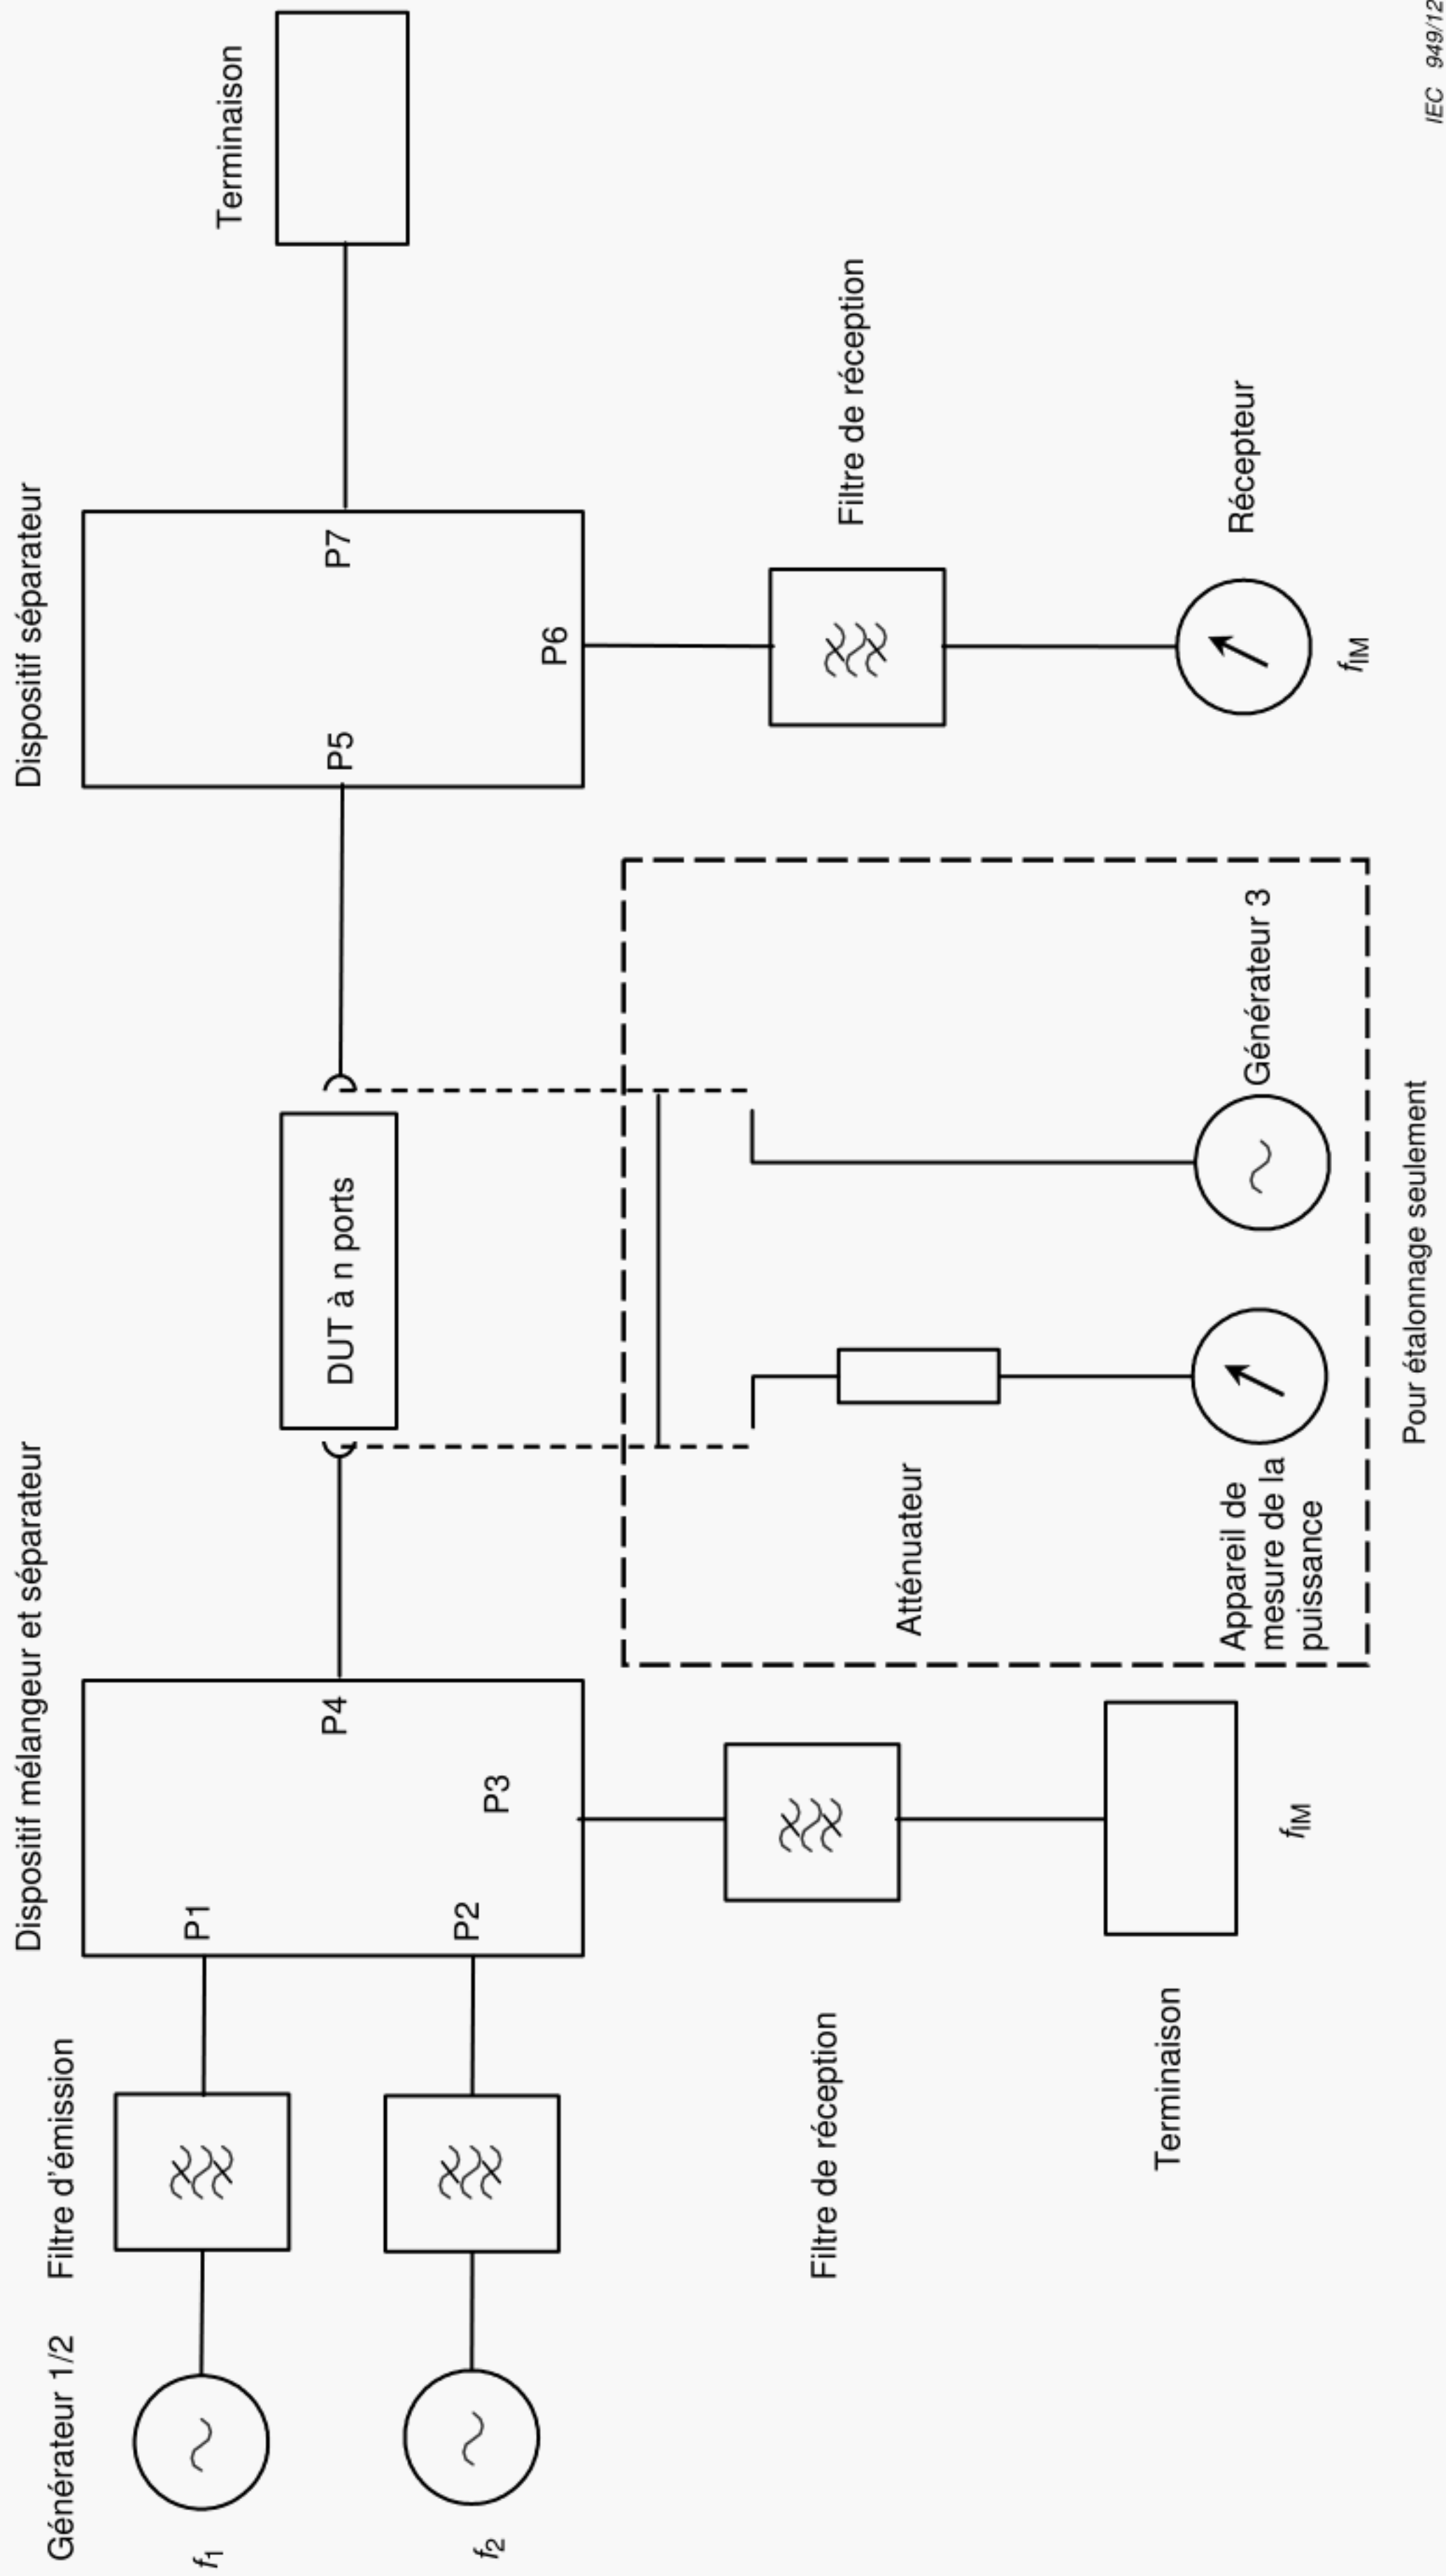 Dispositif mélangeur et séparateur
Dispositif séparateur
Générateur 1/2
Filtre d'émission
Terminaison
P1
P2
P3
P4
P5
P6
P7
f1
f2
DUT à n ports
Filtre de réception
Filtre de réception
Atténuateur
Terminaison
fIM
Appareil de
mesure de la
puissance
Générateur 3
Récepteur
fIM
Pour étalonnage seulement
IEC 949/12